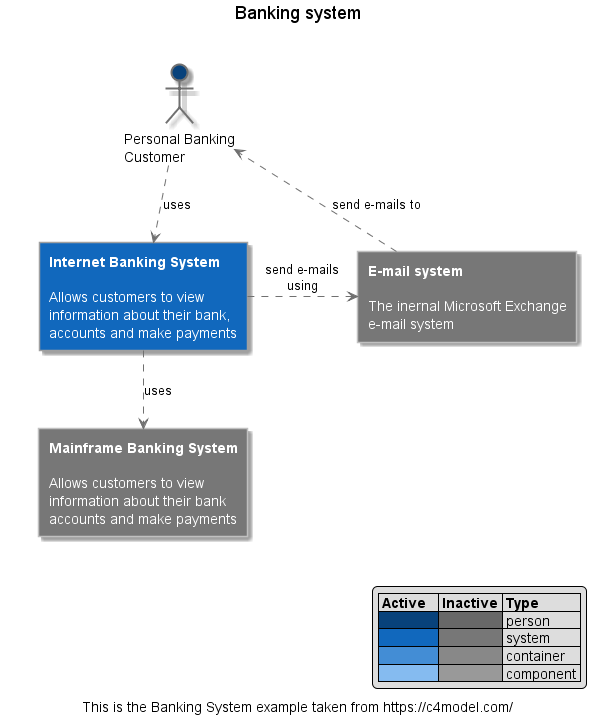 Banking system
Personal Banking
Customer
uses
send e-mails to
Internet Banking System
Allows customers to view
information about their bank,
accounts and make payments
send e-mails
using
E-mail system
The inernal Microsoft Exchange
e-mail system
uses
Mainframe Banking System
Allows customers to view
information about their bank
accounts and make payments
Active Inactive Type
person
system
container
component
This is the Banking System example taken from https://c4model.com/